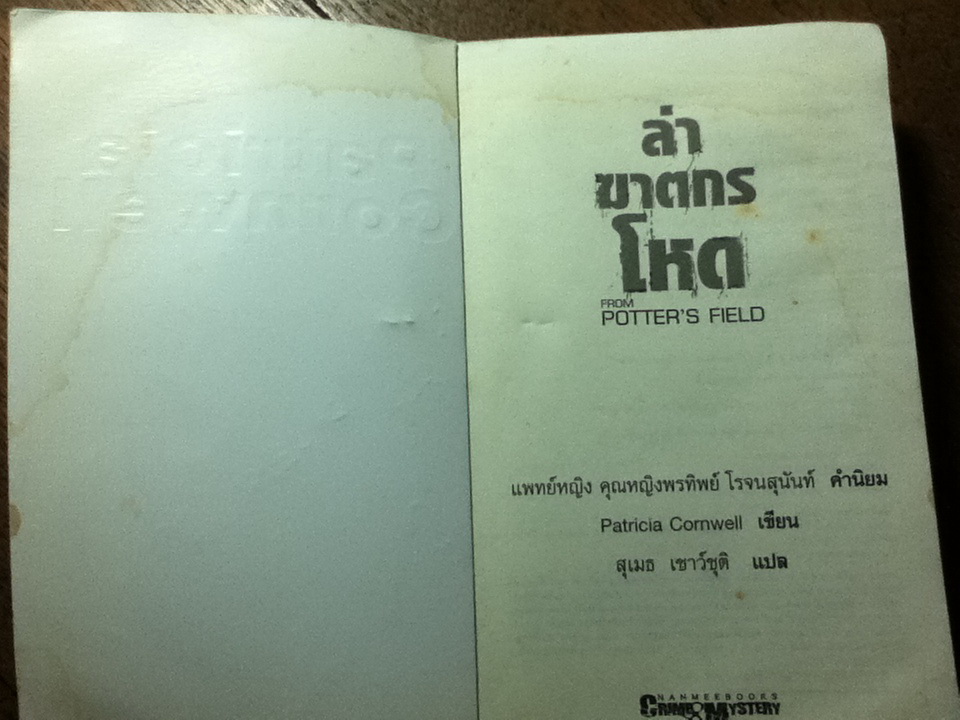 ล่า
ฆาตกร
โหด
FROM
POTTER'S FIELD
แพทย์หญิง คุณหญิงพรทิพย์ โรจนสุนันท์ คำนิยม
Patricia Cornwell เขียน
สุเมธ เชาว์ชุติ แปล
NANMEEBOOKS
CRIME & MYSTERY